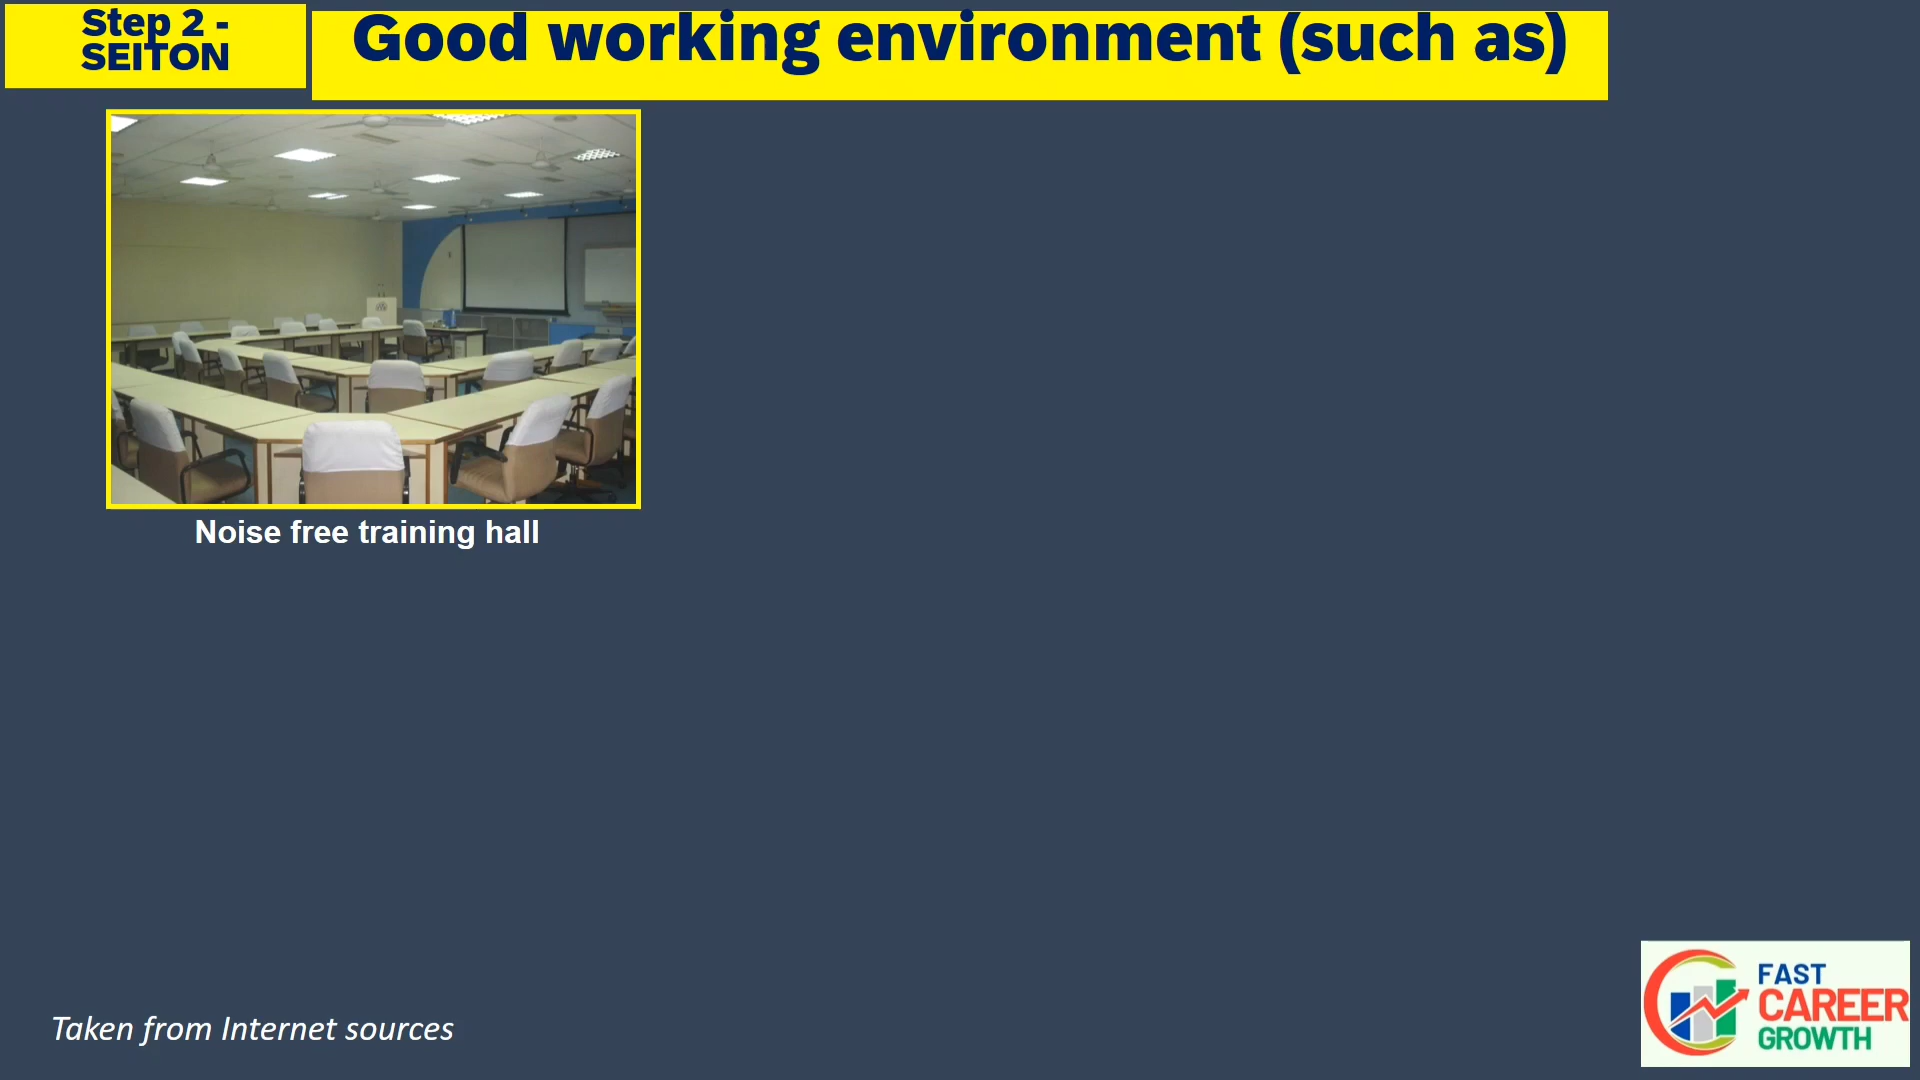 Step 2 -
SEITON
Good working environment (such as)
Noise free training hall
Taken from Internet sources
FAST
CAREER
GROWTH